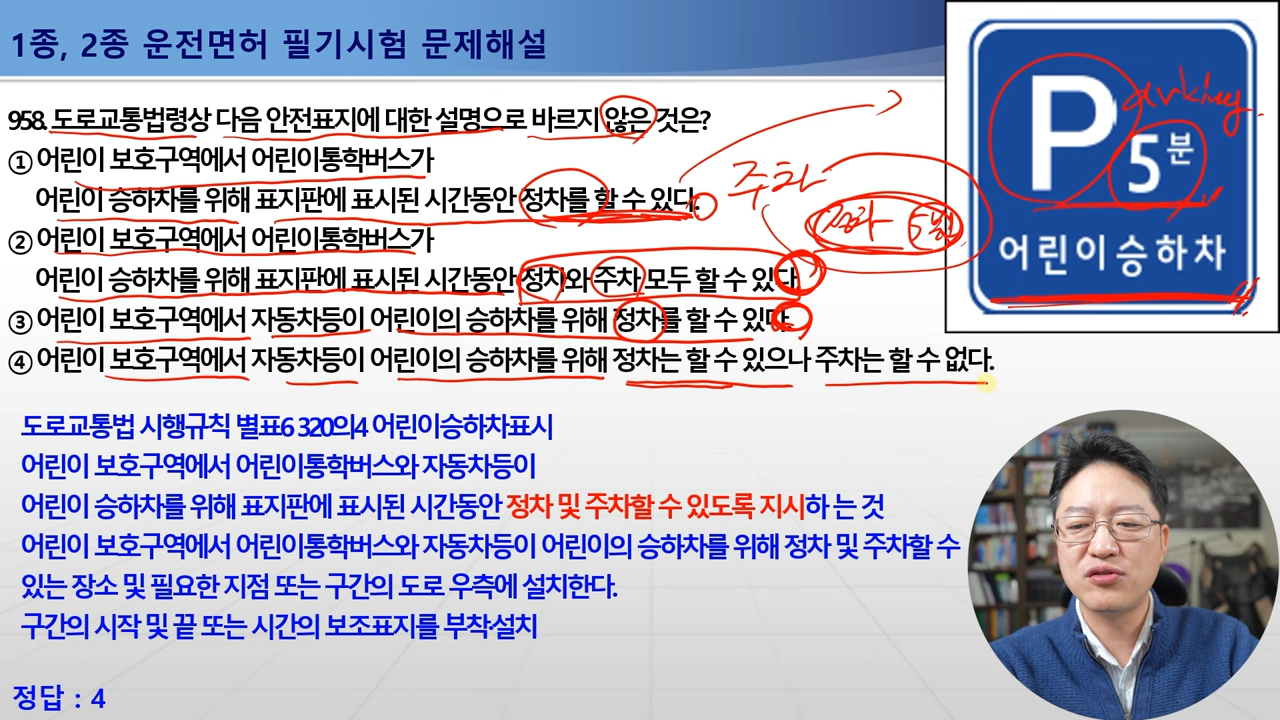 1종, 2종 운전면허 필기시험 문제해설
958. 도로교통법령상 다음 안전표지에 대한 설명으로 바르지 않은 것은?
① 어린이 보호구역에서 어린이통학버스가
어린이 승하차를 위해 표지판에 표시된 시간동안 정차를 할 수 있다.
② 어린이 보호구역에서 어린이통학버스가
어린이 승하차를 위해 표지판에 표시된 시간동안 정차와 주차 모두 할 수 있다.
③ 어린이 보호구역에서 자동차등이 어린이의 승하차를 위해 정차를 할 수 있다.
④ 어린이 보호구역에서 자동차등이 어린이의 승하차를 위해 정차는 할 수 있으나 주차는 할 수 없다.
P arking
5분
어린이승하차
주차
정차 5분
도로교통법 시행규칙 별표6 320의4 어린이승하차표시
어린이 보호구역에서 어린이통학버스와 자동차등이
어린이 승하차를 위해 표지판에 표시된 시간동안 정차 및 주차할 수 있도록 지시하 는 것
어린이 보호구역에서 어린이통학버스와 자동차등이 어린이의 승하차를 위해 정차 및 주차할 수
있는 장소 및 필요한 지점 또는 구간의 도로 우측에 설치한다.
구간의 시작 및 끝 또는 시간의 보조표지를 부착·설치
정답 : 4